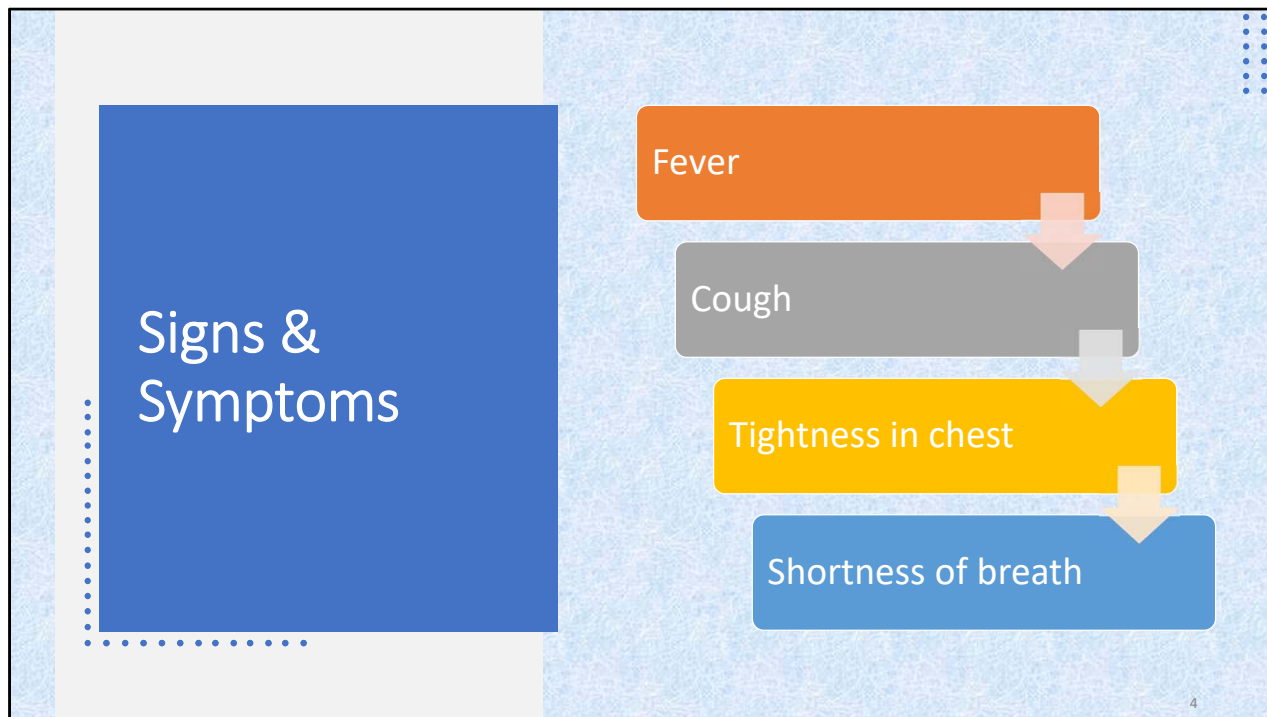 Signs &
Symptoms
Fever
Cough
Tightness in chest
Shortness of breath
4